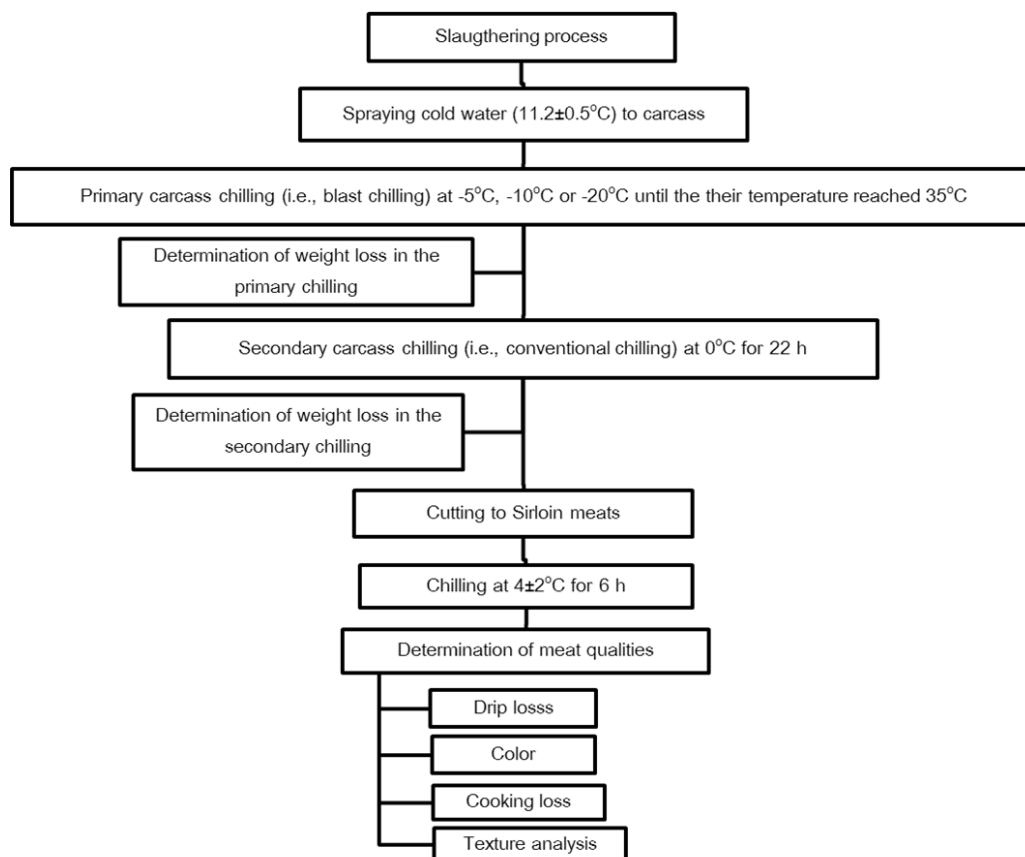 Slaugthering process
Spraying cold water (11.2±0.5°C) to carcass
Primary carcass chilling (i.e., blast chilling) at -5°C, -10°C or -20°C until the their temperature reached 35°C
Determination of weight loss in the
primary chilling
Secondary carcass chilling (i.e., conventional chilling) at 0°C for 22 h
Determination of weight loss in the
secondary chilling
Cutting to Sirloin meats
Chilling at 4±2°C for 6 h
Determination of meat qualities
Drip losss
Color
Cooking loss
Texture analysis